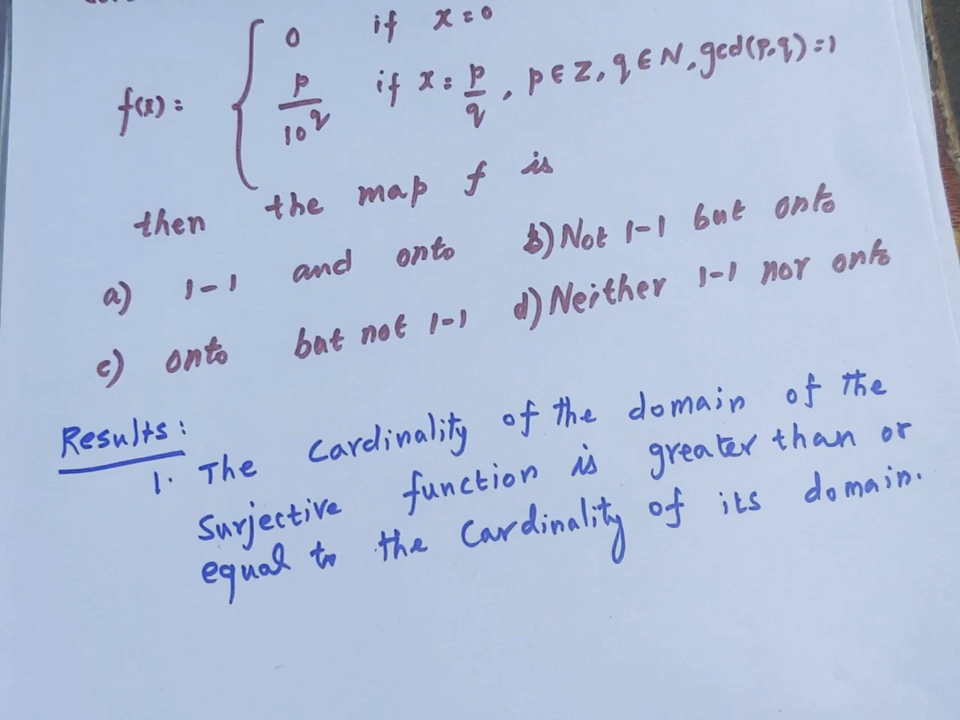 f(x) = { 0 if x = 0
p/10^q if x = p/q, p ∈ Z, q ∈ N, gcd(p,q) = 1
then the map f is
a) 1-1 and onto b) Not 1-1 but onto
c) onto but not 1-1 d) Neither 1-1 nor onto
Results:
1. The Cardinality of the domain of the
Surjective function is greater than or
equal to the Cardinality of its domain.